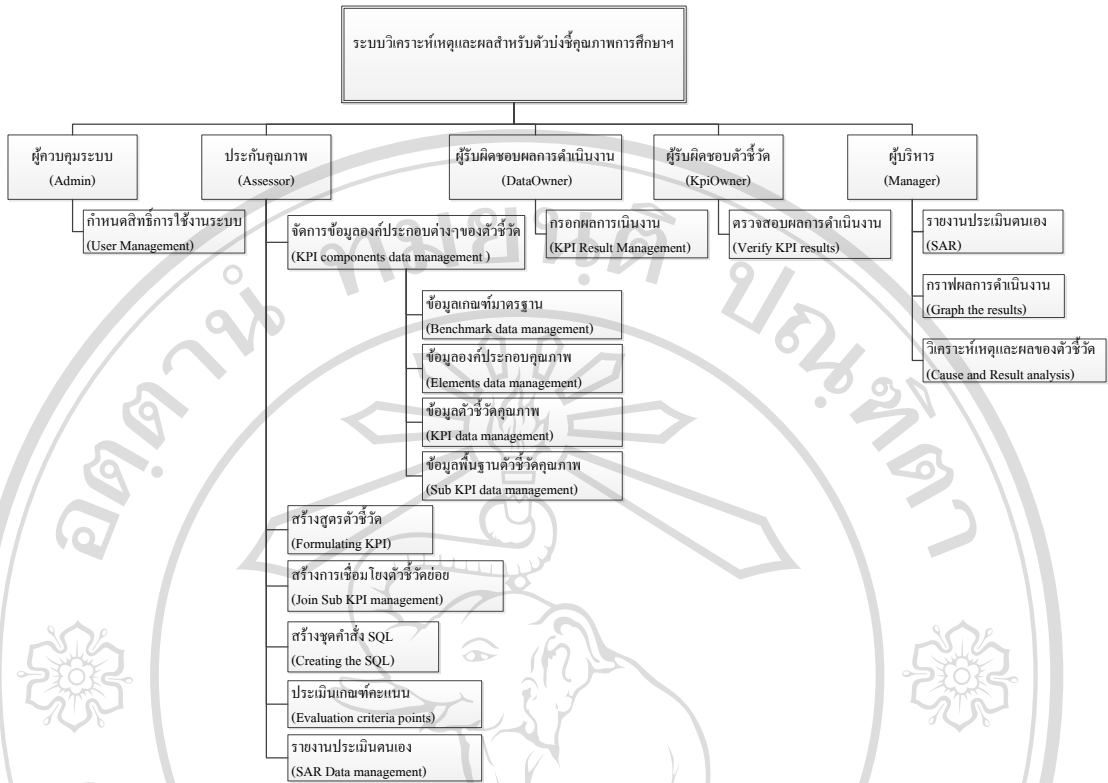 ระบบวิเคราะห์เหตุและผลสำหรับตัวบ่งชี้คุณภาพการศึกษาฯ
ผู้ควบคุมระบบ
(Admin)
ประกันคุณภาพ
(Assessor)
ผู้รับผิดชอบผลการดำเนินงาน
(DataOwner)
ผู้รับผิดชอบตัวชี้วัด
(KpiOwner)
ผู้บริหาร
(Manager)
กำหนดสิทธิ์การใช้งานระบบ
(User Management)
จัดการข้อมูลองค์ประกอบต่างๆของตัวชี้วัด
(KPI components data management )
กรอกผลการเนินงาน
(KPI Result Management)
ตรวจสอบผลการดำเนินงาน
(Verify KPI results)
รายงานประเมินตนเอง
(SAR)
กราฟผลการดำเนินงาน
(Graph the results)
วิเคราะห์เหตุและผลของตัวชี้วัด
(Cause and Result analysis)
ข้อมูลเกณฑ์มาตรฐาน
(Benchmark data management)
ข้อมูลองค์ประกอบคุณภาพ
(Elements data management)
ข้อมูลตัวชี้วัดคุณภาพ
(KPI data management)
ข้อมูลพื้นฐานตัวชี้วัดคุณภาพ
(Sub KPI data management)
สร้างสูตรตัวชี้วัด
(Formulating KPI)
สร้างการเชื่อมโยงตัวชี้วัดย่อย
(Join Sub KPI management)
สร้างชุดคำสั่ง SQL
(Creating the SQL)
ประเมินเกณฑ์คะแนน
(Evaluation criteria points)
รายงานประเมินตนเอง
(SAR Data management)
อตฺตานํ ทมยนฺติ ปณฺฑิตา